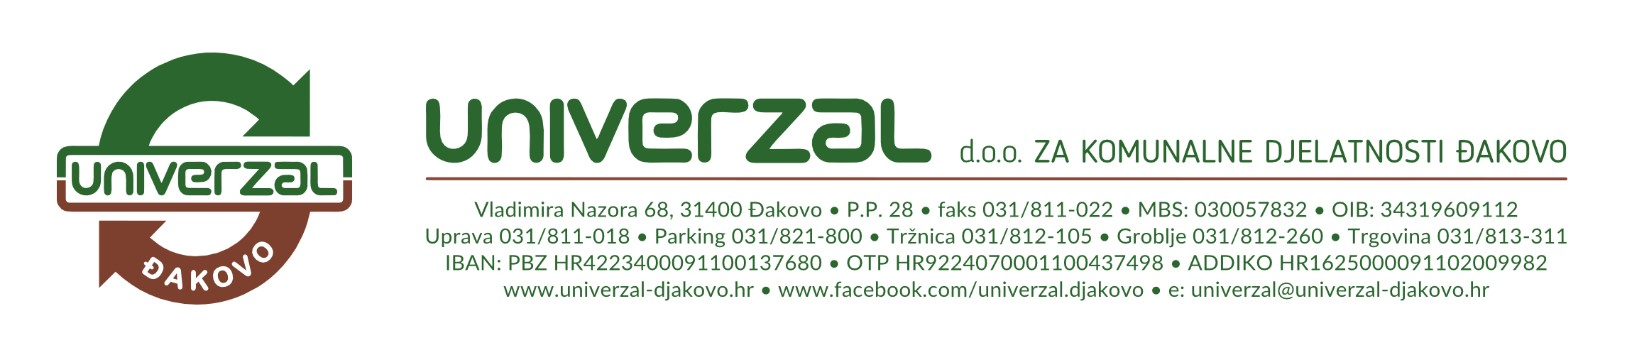 univerzal
ĐAKOVO
univerzal d.o.o. ZA KOMUNALNE DJELATNOSTI ĐAKOVO
Vladimira Nazora 68, 31400 Đakovo • P.P. 28 • faks 031/811-022 • MBS: 030057832 • OIB: 34319609112
Uprava 031/811-018 • Parking 031/821-800 • Tržnica 031/812-105 • Groblje 031/812-260 • Trgovina 031/813-311
IBAN: PBZ HR4223400091100137680 • OTP HR9224070001100437498 • ADDIKO HR1625000091102009982
www.univerzal-djakovo.hr • www.facebook.com/univerzal.djakovo • e: univerzal@univerzal-djakovo.hr